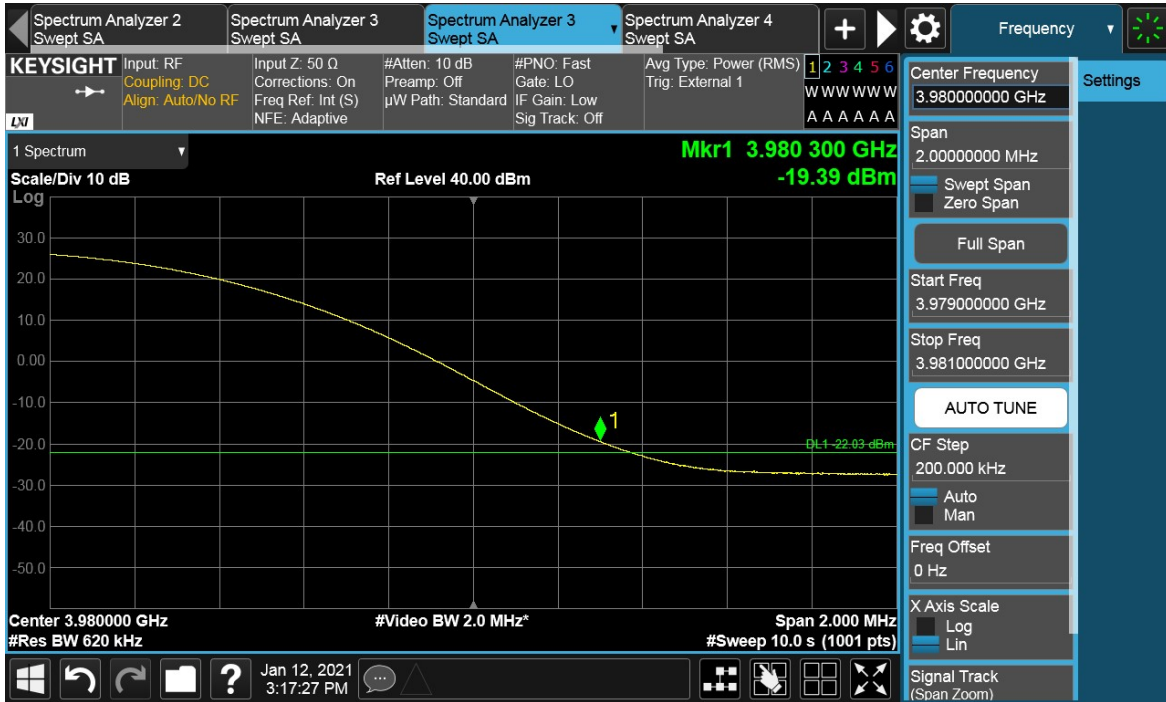 Spectrum Analyzer 2
Swept SA
Spectrum Analyzer 3
Swept SA
Spectrum Analyzer 3
Swept SA
Spectrum Analyzer 4
Swept SA
Frequency
KEYSIGHT
LXI
Input: RF
Coupling: DC
Align: Auto/No RF
Input Z: 50 Ω
Corrections: On
Freq Ref: Int (S)
NFE: Adaptive
#Atten: 10 dB
Preamp: Off
µW Path: Standard
#PNO: Fast
Gate: LO
IF Gain: Low
Sig Track: Off
Avg Type: Power (RMS)
Trig: External 1
1 2 3 4 5 6
W W W W W W
A A A A A A
1 Spectrum
Scale/Div 10 dB
Log
Ref Level 40.00 dBm
Mkr1 3.980 300 GHz
-19.39 dBm
30.0
20.0
10.0
0.00
-10.0
-20.0
-30.0
-40.0
-50.0
1
DL1 -22.03 dBm
Center 3.980000 GHz
#Res BW 620 kHz
#Video BW 2.0 MHz*
Span 2.000 MHz
#Sweep 10.0 s (1001 pts)
Center Frequency
3.980000000 GHz
Settings
Span
2.00000000 MHz
Swept Span
Zero Span
Full Span
Start Freq
3.979000000 GHz
Stop Freq
3.981000000 GHz
AUTO TUNE
CF Step
200.000 kHz
Auto
Man
Freq Offset
0 Hz
X Axis Scale
Log
Lin
Signal Track
(Span Zoom)
?
Jan 12, 2021
3:17:27 PM